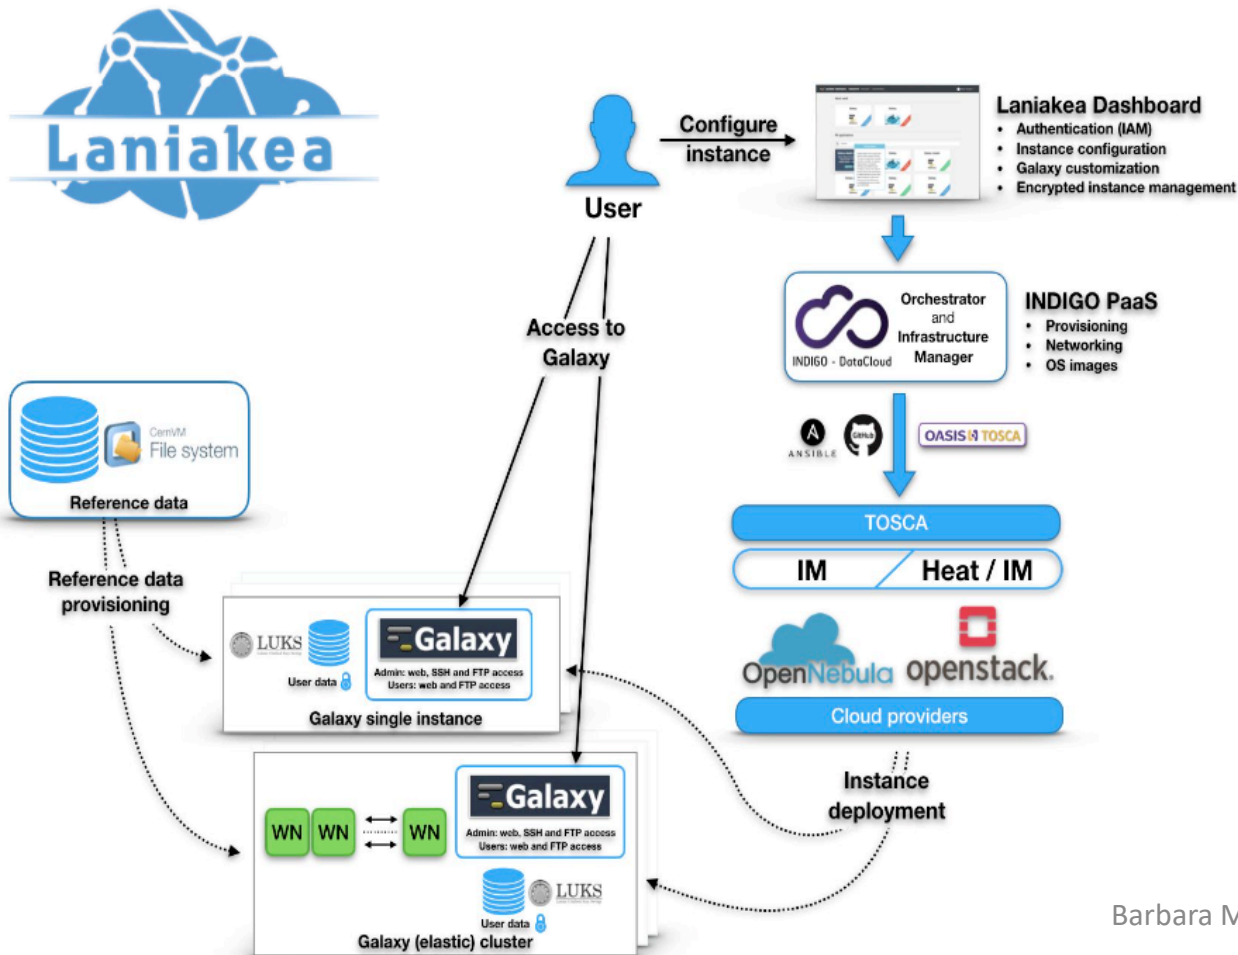 Laniakea
User
Configure
instance
Laniakea Dashboard
• Authentication (IAM)
• Instance configuration
• Galaxy customization
• Encrypted instance management
INDIGO - DataCloud
Orchestrator
and
Infrastructure
Manager
INDIGO PaaS
• Provisioning
• Networking
• OS images
ANSIBLE
GitHub
OASIS TOSCA
TOSCA
IM
Heat / IM
OpenNebula
openstack.
Cloud providers
Instance
deployment
Access to
Galaxy
CernVM
File system
Reference data
Reference data
provisioning
LUKS
User data
Galaxy
Admin: web, SSH and FTP access
Users: web and FTP access
Galaxy single instance
WN
WN
WN
Galaxy
Admin: web, SSH and FTP access
Users: web and FTP access
User data
LUKS
Galaxy (elastic) cluster
Barbara M